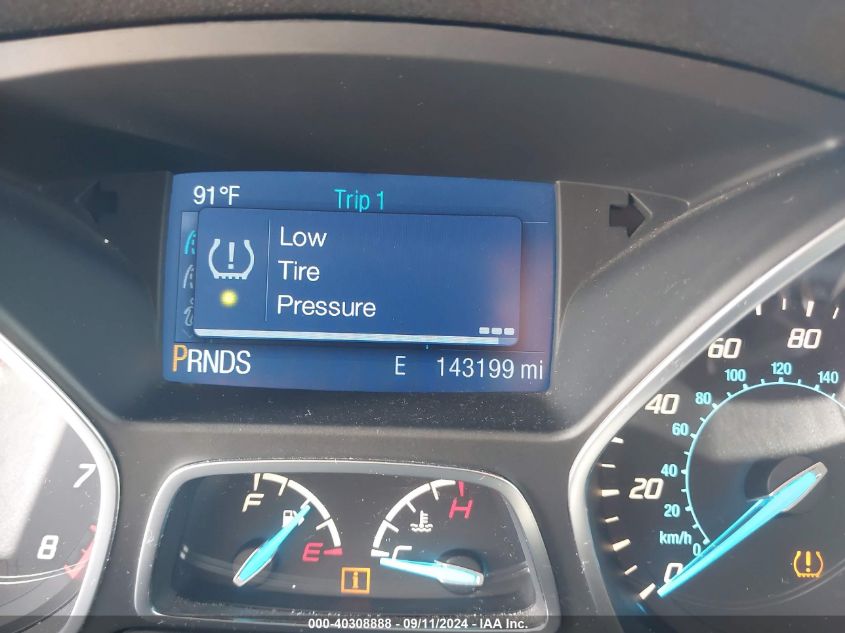 91°F Trip 1
Low
Tire
Pressure
PRNDS E 143199 mi
7
8
F
E
H
C
i
0
20
40
60
80
km/h
0
20
40
60
80
100
120
140
000-40308888 - 09/11/2024 - IAA Inc.